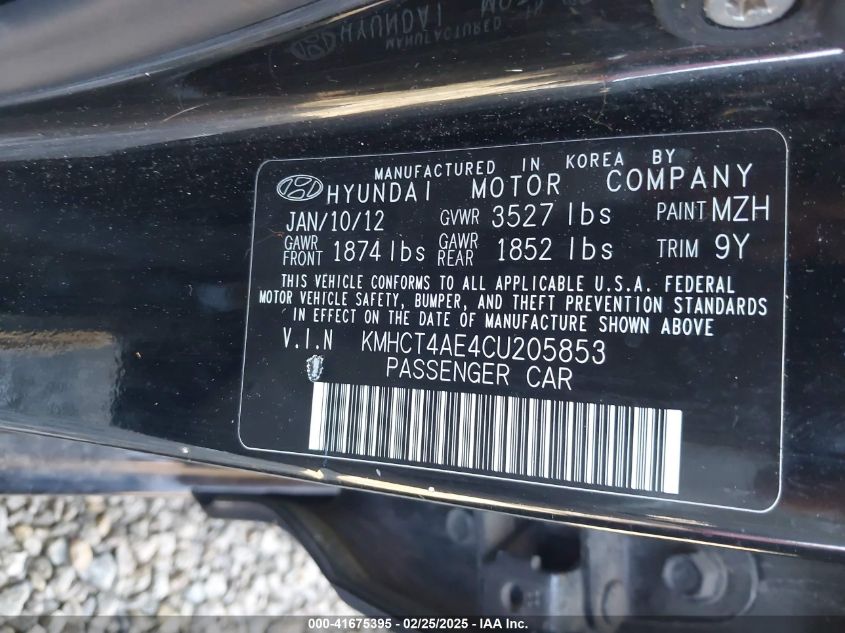 MANUFACTURED IN KOREA BY
HYUNDAI MOTOR COMPANY
JAN/10/12 GVWR 3527 lbs PAINT MZH
GAWR FRONT 1874 lbs GAWR REAR 1852 lbs TRIM 9Y
THIS VEHICLE CONFORMS TO ALL APPLICABLE U.S.A. FEDERAL
MOTOR VEHICLE SAFETY, BUMPER, AND THEFT PREVENTION STANDARDS
IN EFFECT ON THE DATE OF MANUFACTURE SHOWN ABOVE
V.I.N KMHCT4AE4CU205853
PASSENGER CAR
000-41675395 - 02/25/2025 - IAA Inc.